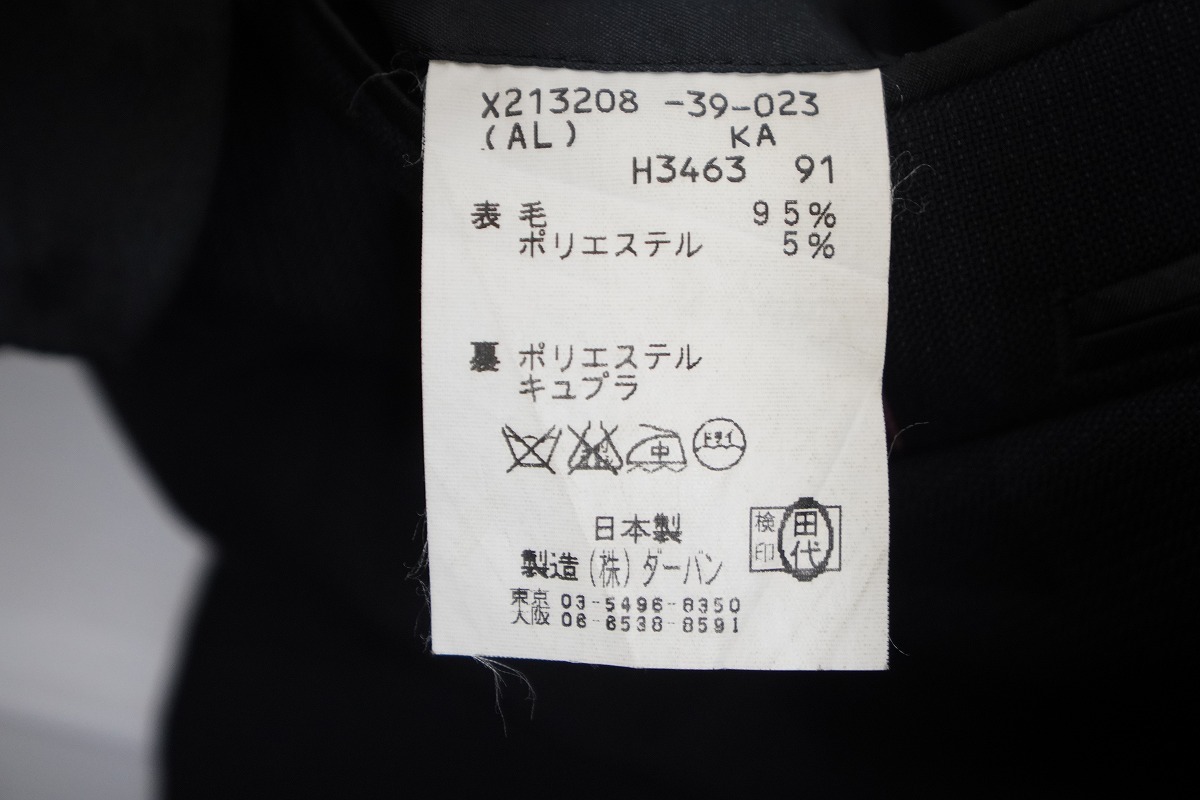 X213208 -39-023
(AL) KA
H3463 91
表 毛 95%
ポリエステル 5%
裏 ポリエステル
キュプラ
中 ドライ
日本製
検印 田代
製造(株)ダーバン
東京 03-5496-8350
大阪 06-6538-8591